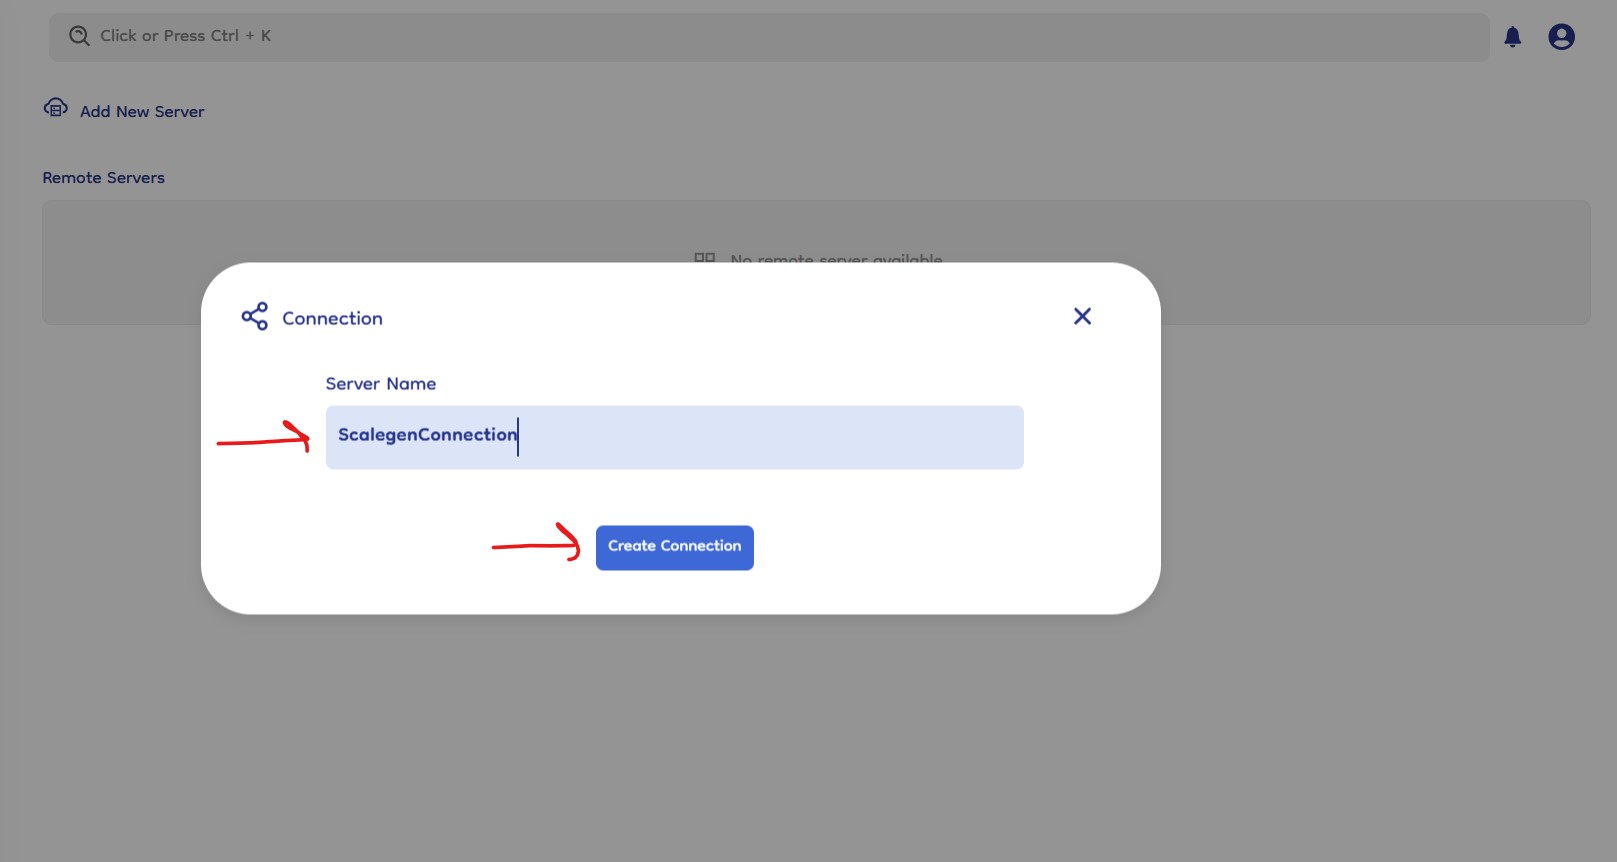 Click or Press Ctrl + K
Add New Server
Remote Servers
No remote server available
Connection
Server Name
ScalegenConnection
Create Connection